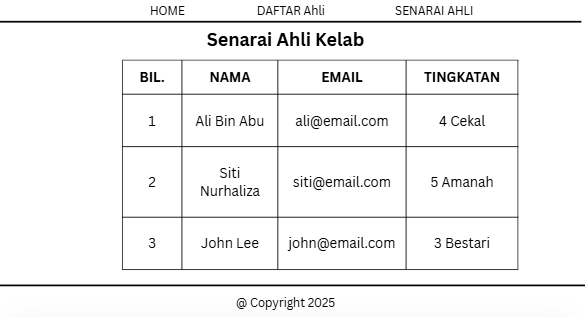 HOME DAFTAR Ahli SENARAI AHLI
Senarai Ahli Kelab
BIL. NAMA EMAIL TINGKATAN
1 Ali Bin Abu ali@email.com 4 Cekal
2 Siti Nurhaliza siti@email.com 5 Amanah
3 John Lee john@email.com 3 Bestari
@ Copyright 2025